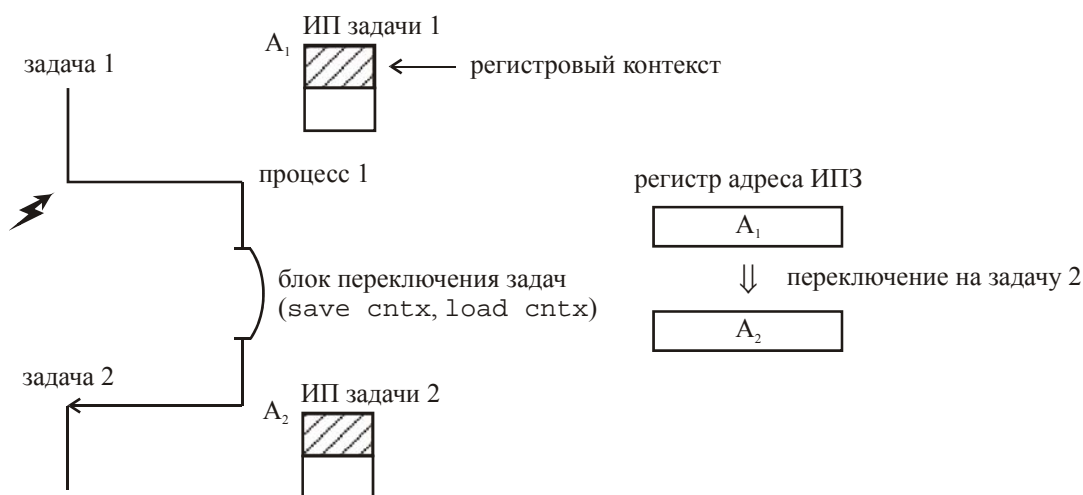 ИП задачи 1
A₁
задача 1
регистровый контекст
процесс 1
регистр адреса ИПЗ
A₁
блок переключения задач
(save cntx, load cntx)
переключение на задачу 2
A₂
задача 2
ИП задачи 2
A₂